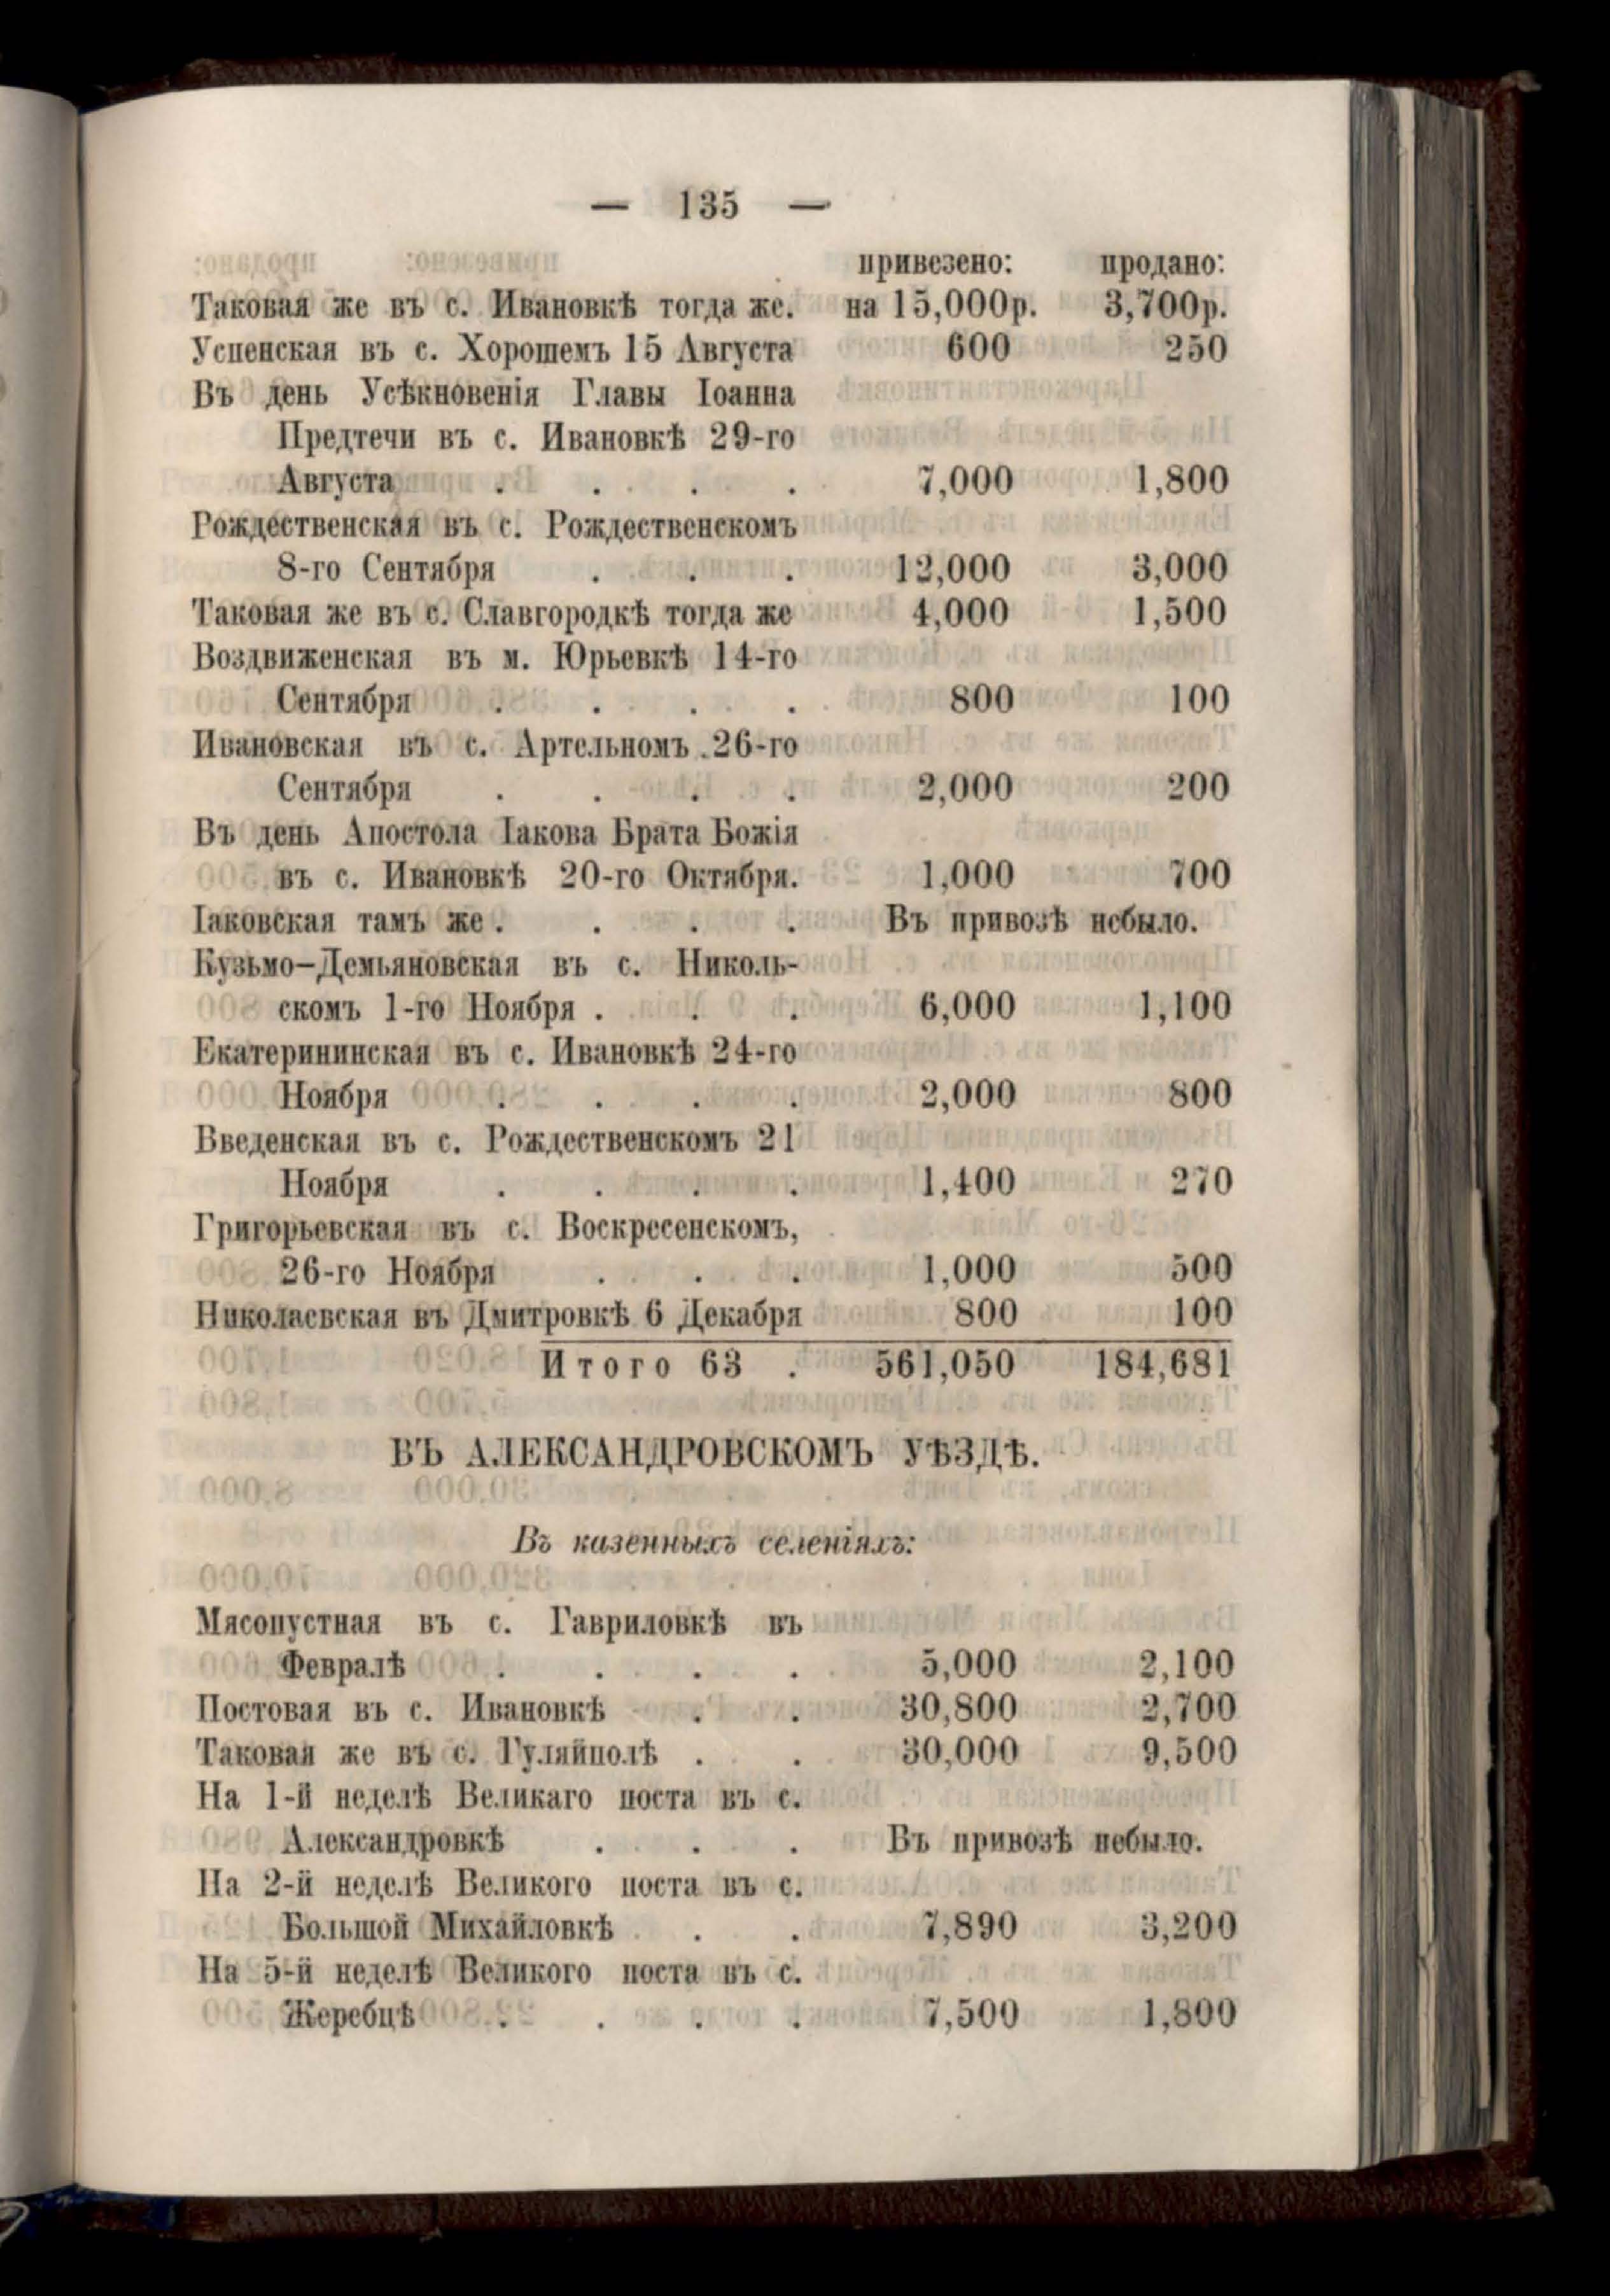 — 135 —
привезено: продано:
Таковая же въ с. Ивановкѣ тогда же. на 15,000р. 3,700р.
Успенская въ с. Хорошемъ 15 Августа 600 250
Въ день Усѣкновенія Главы Іоанна
Предтечи въ с. Ивановкѣ 29-го
Августа . . . . 7,000 1,800
Рождественская въ с. Рождественскомъ
8-го Сентября . . . 12,000 3,000
Таковая же въ с. Славгородкѣ тогда же 4,000 1,500
Воздвиженская въ м. Юрьевкѣ 14-го
Сентября . . . . 800 100
Ивановская въ с. Артельномъ 26-го
Сентября . . . . 2,000 200
Въ день Апостола Іакова Брата Божія
въ с. Ивановкѣ 20-го Октября. 1,000 700
Іаковская тамъ же . . . . Въ привозѣ небыло.
Кузьмо-Демьяновская въ с. Николь-
скомъ 1-го Ноября . . . 6,000 1,100
Екатерининская въ с. Ивановкѣ 24-го
Ноября . . . . 2,000 800
Введенская въ с. Рождественскомъ 21
Ноября . . . . 1,400 270
Григорьевская въ с. Воскресенскомъ,
26-го Ноября . . . 1,000 500
Николаевская въ Дмитровкѣ 6 Декабря 800 100
Итого 63 . 561,050 184,681
ВЪ АЛЕКСАНДРОВСКОМЪ УѢЗДѢ.
Въ казенныхъ селеніяхъ:
Мясопустная въ с. Гавриловкѣ въ
Февралѣ . . . . 5,000 2,100
Постовая въ с. Ивановкѣ . . 30,800 2,700
Таковая же въ с. Гуляйполѣ . . 30,000 9,500
На 1-й неделѣ Великаго поста въ с.
Александровкѣ . . . Въ привозѣ небыло.
На 2-й неделѣ Великого поста въ с.
Большой Михайловкѣ . . 7,890 3,200
На 5-й неделѣ Великого поста въ с.
Жеребцѣ . . . . 7,500 1,800